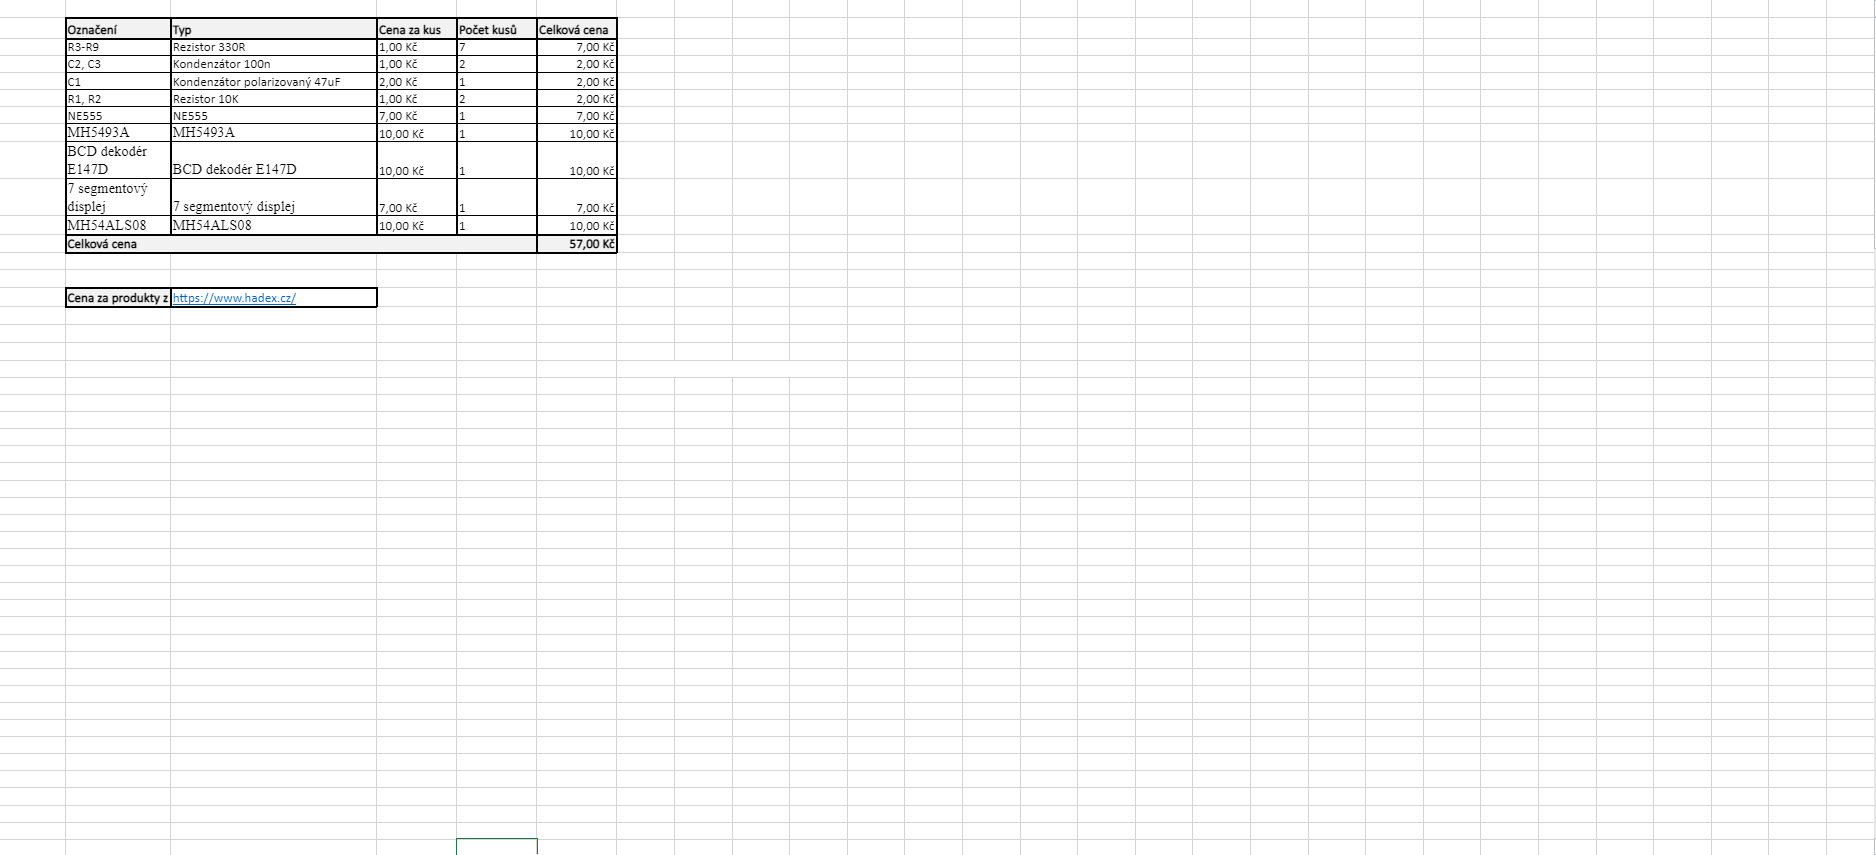 Označení Typ Cena za kus Počet kusů Celková cena
R3-R9 Rezistor 330R 1,00 Kč 7 7,00 Kč
C2, C3 Kondenzátor 100n 1,00 Kč 2 2,00 Kč
C1 Kondenzátor polarizovaný 47uF 2,00 Kč 1 2,00 Kč
R1, R2 Rezistor 10K 1,00 Kč 2 2,00 Kč
NE555 NE555 7,00 Kč 1 7,00 Kč
MH5493A MH5493A 10,00 Kč 1 10,00 Kč
BCD dekodér
E147D BCD dekodér E147D 10,00 Kč 1 10,00 Kč
7 segmentový
displej 7 segmentový displej 7,00 Kč 1 7,00 Kč
MH54ALS08 MH54ALS08 10,00 Kč 1 10,00 Kč
Celková cena 57,00 Kč
Cena za produkty z https://www.hadex.cz/